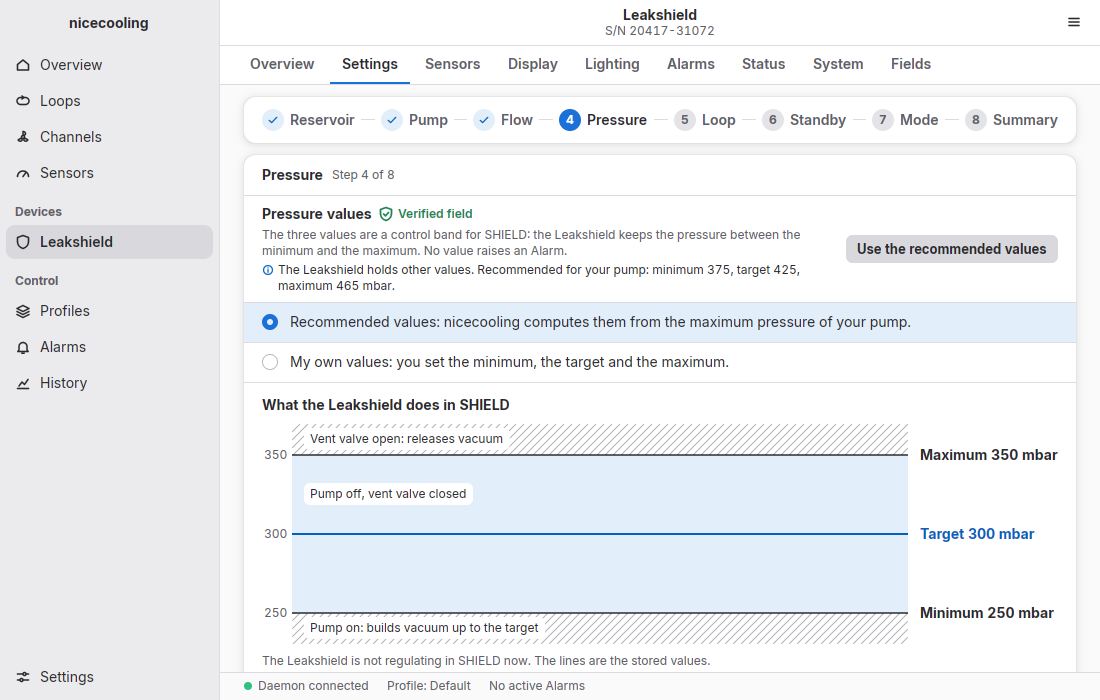 nicecooling
Overview
Loops
Channels
Sensors
Devices
Leakshield
Control
Profiles
Alarms
History
Settings
Leakshield
S/N 20417-31072
Overview Settings Sensors Display Lighting Alarms Status System Fields
Reservoir Pump Flow 4 Pressure 5 Loop 6 Standby 7 Mode 8 Summary
Pressure Step 4 of 8
Pressure values Verified field
The three values are a control band for SHIELD: the Leakshield keeps the pressure between the
minimum and the maximum. No value raises an Alarm.
The Leakshield holds other values. Recommended for your pump: minimum 375, target 425,
maximum 465 mbar.
Use the recommended values
Recommended values: nicecooling computes them from the maximum pressure of your pump.
My own values: you set the minimum, the target and the maximum.
What the Leakshield does in SHIELD
Vent valve open: releases vacuum
350 Maximum 350 mbar
Pump off, vent valve closed
300 Target 300 mbar
250 Minimum 250 mbar
Pump on: builds vacuum up to the target
The Leakshield is not regulating in SHIELD now. The lines are the stored values.
Daemon connected Profile: Default No active Alarms